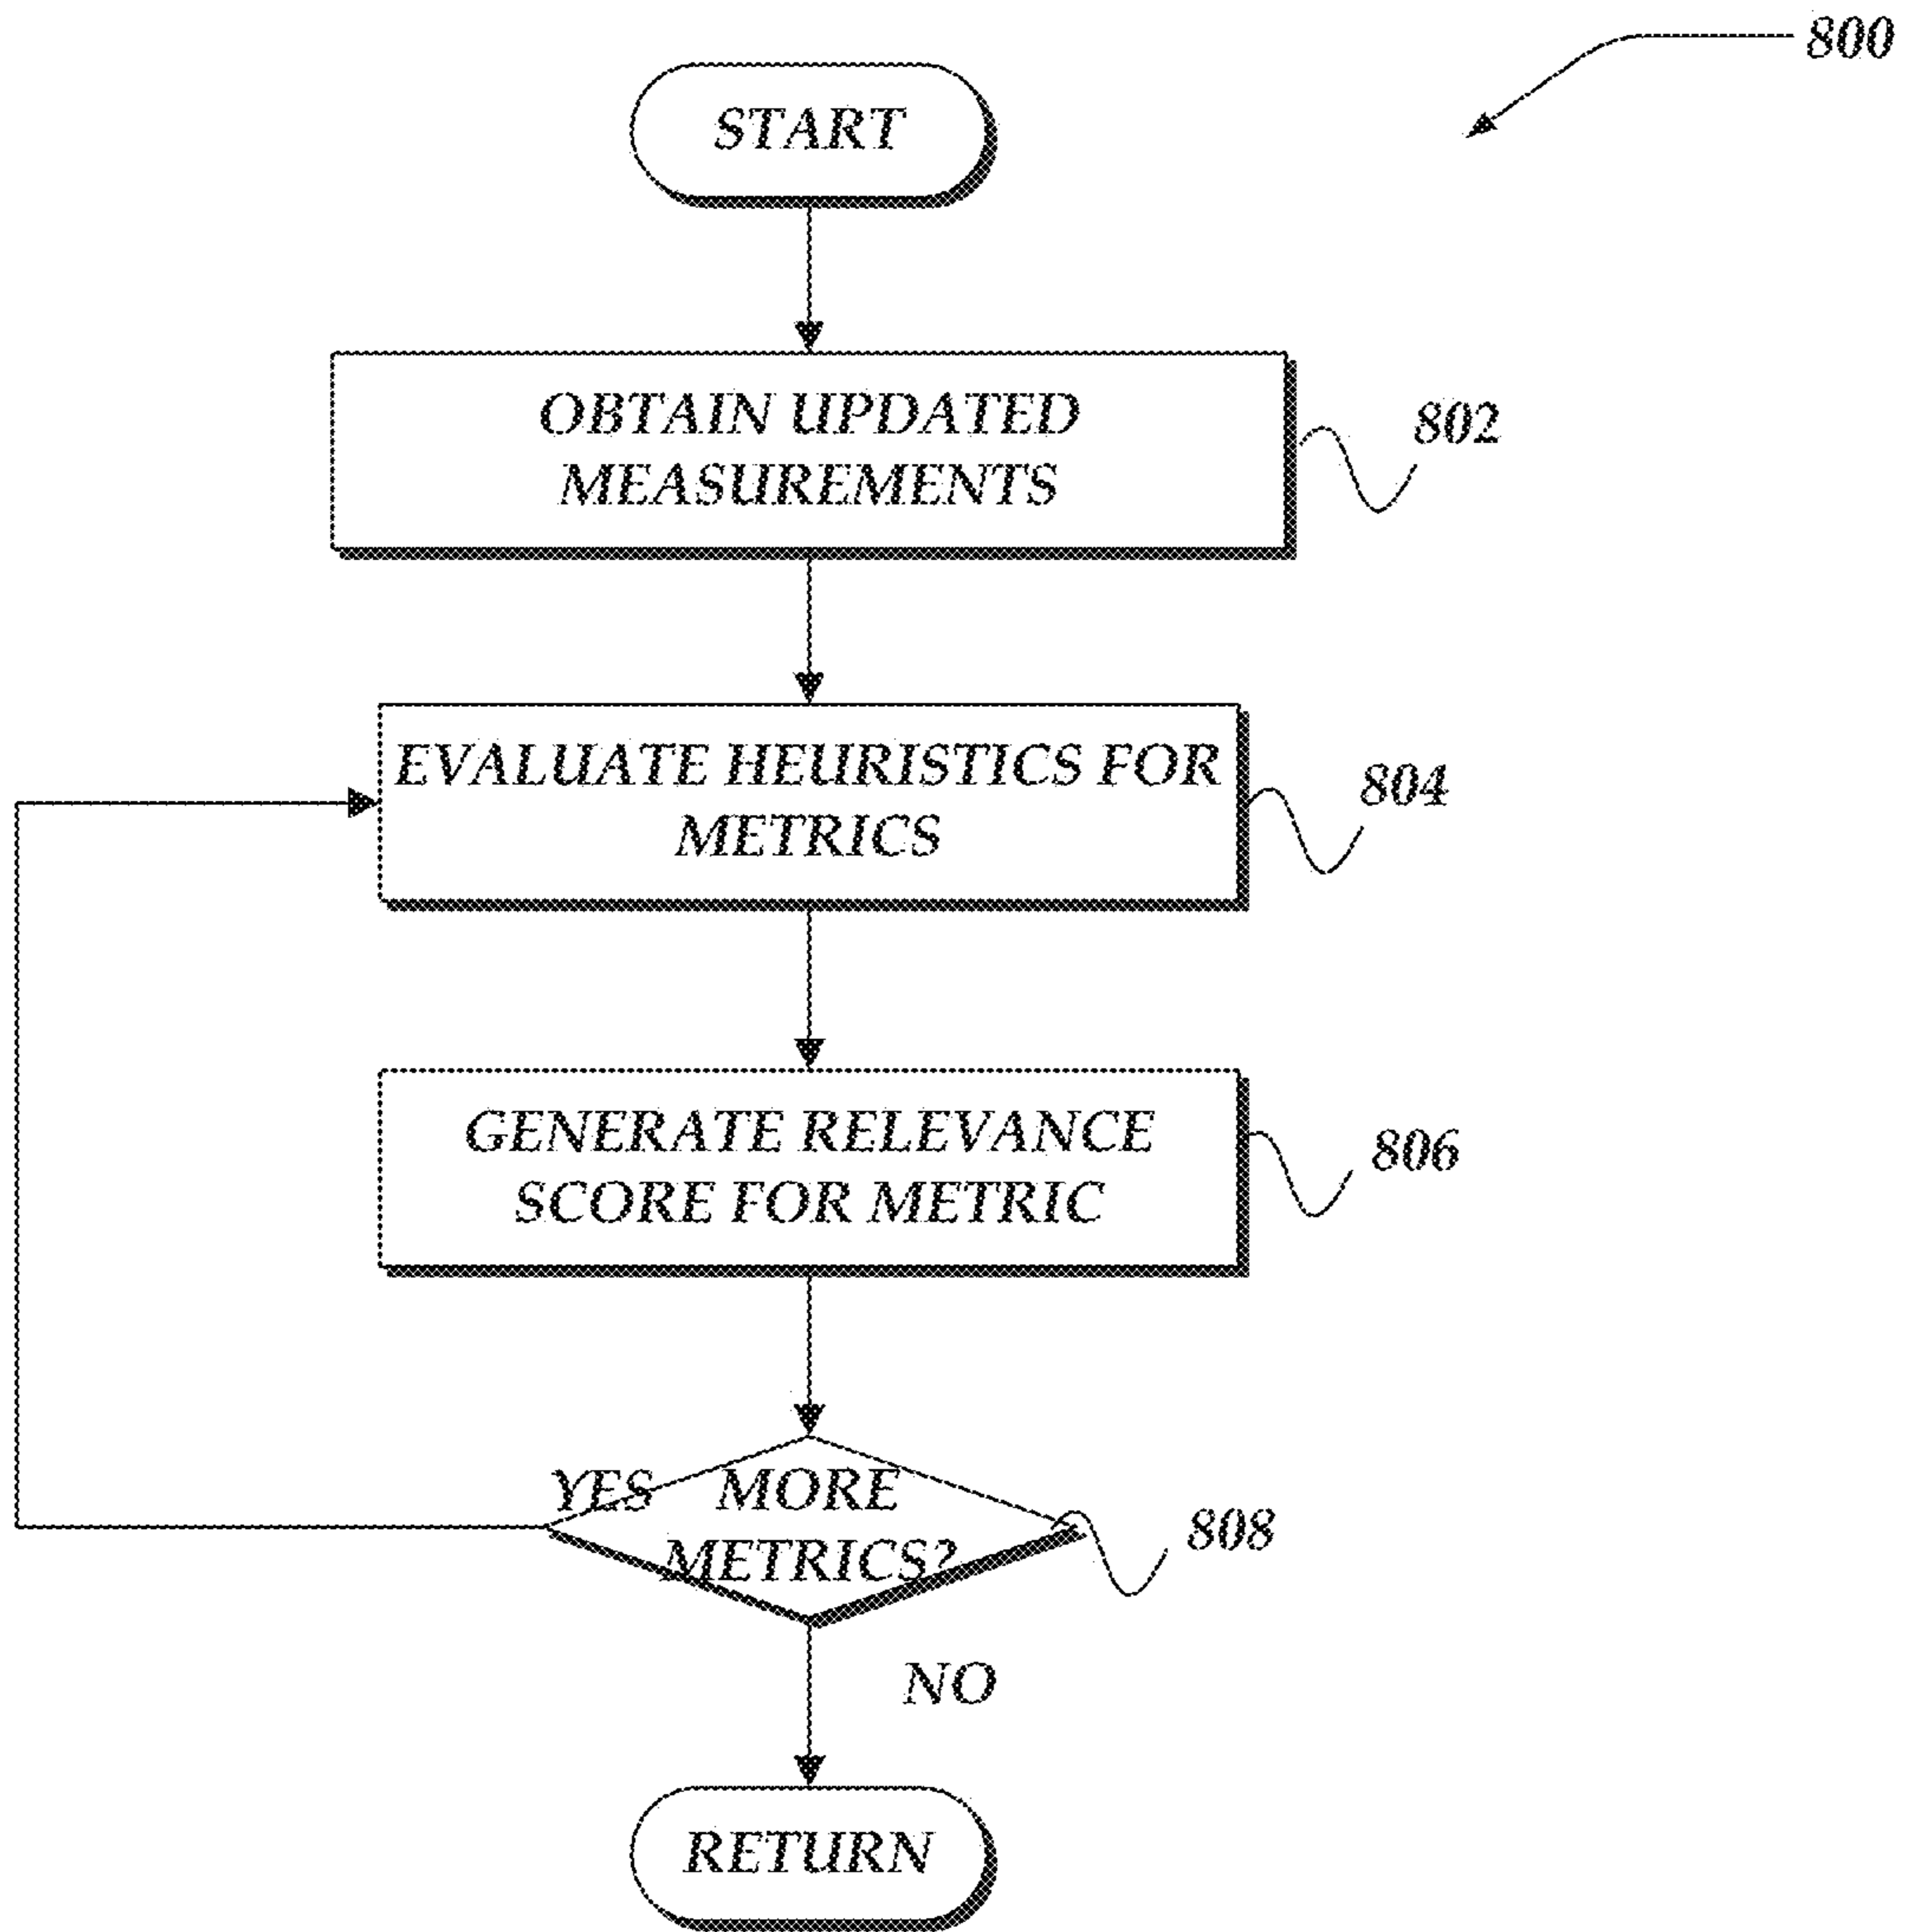 800
START
OBTAIN UPDATED
MEASUREMENTS
802
EVALUATE HEURISTICS FOR
METRICS
804
GENERATE RELEVANCE
SCORE FOR METRIC
806
YES
MORE
METRICS?
808
NO
RETURN